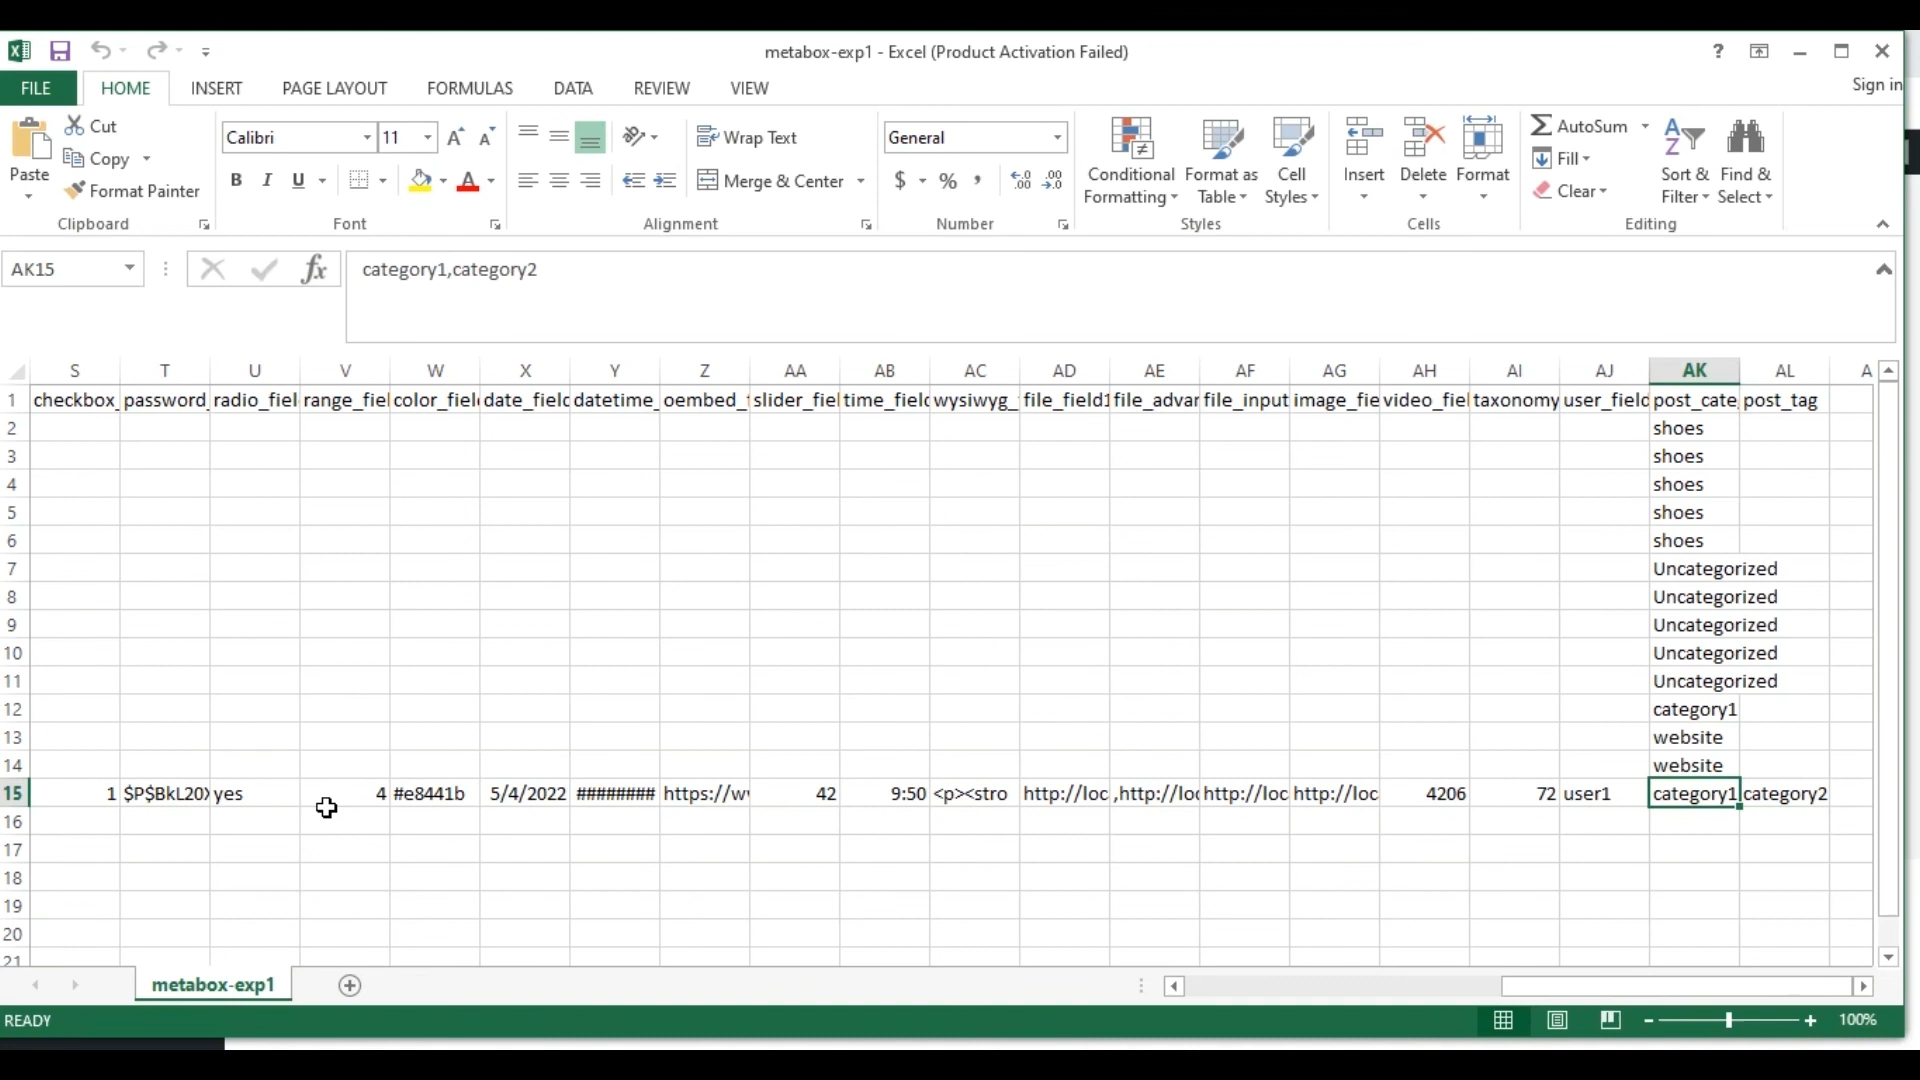 metabox-exp1 - Excel (Product Activation Failed)
?
FILE HOME INSERT PAGE LAYOUT FORMULAS DATA REVIEW VIEW
Sign in
Paste
Cut
Copy
Format Painter
Clipboard
Calibri 11
B I U
Font
Wrap Text
Merge & Center
Alignment
General
$ % ,
Number
Conditional Formatting
Format as Table
Cell Styles
Styles
Insert
Delete
Format
Cells
AutoSum
Fill
Clear
Sort & Filter
Find & Select
Editing
AK15
fx
category1,category2
S T U V W X Y Z AA AB AC AD AE AF AG AH AI AJ AK AL A
1 checkbox_ password_ radio_fiel range_fiel color_fiel date_field datetime_ oembed_ slider_fiel time_field wysiwyg_ file_field1 file_advar file_input image_fie video_fiel taxonomy user_field post_cate post_tag
2 shoes
3 shoes
4 shoes
5 shoes
6 shoes
7 Uncategorized
8 Uncategorized
9 Uncategorized
10 Uncategorized
11 Uncategorized
12 category1
13 website
14 website
15 1 $P$BkL20X yes 4 #e8441b 5/4/2022 ######## https://w 42 9:50 <p><stro http://loc ,http://loc http://loc http://loc 4206 72 user1 category1,category2
16
17
18
19
20
21
metabox-exp1
READY
100%